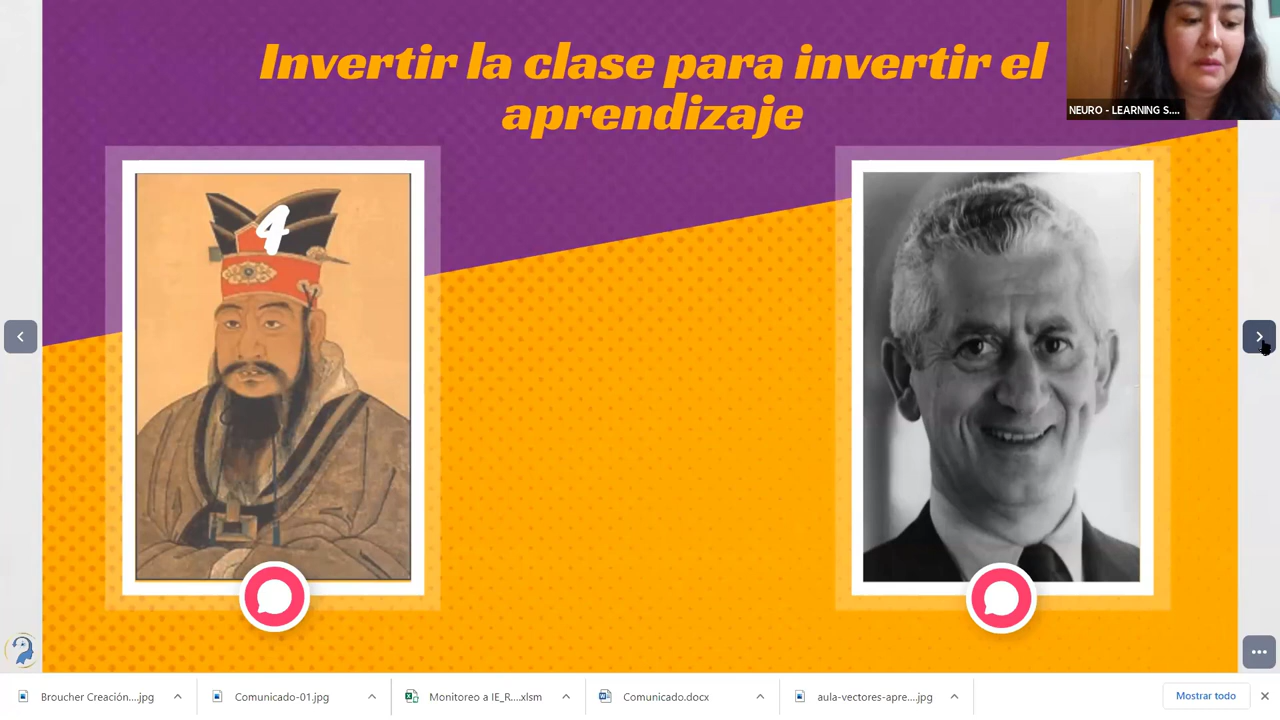 Invertir la clase para invertir el
aprendizaje
NEURO - LEARNING S....
4
Broucher Creación....jpg
Comunicado-01.jpg
Monitoreo a IE_R....xlsm
Comunicado.docx
aula-vectores-apre....jpg
Mostrar todo